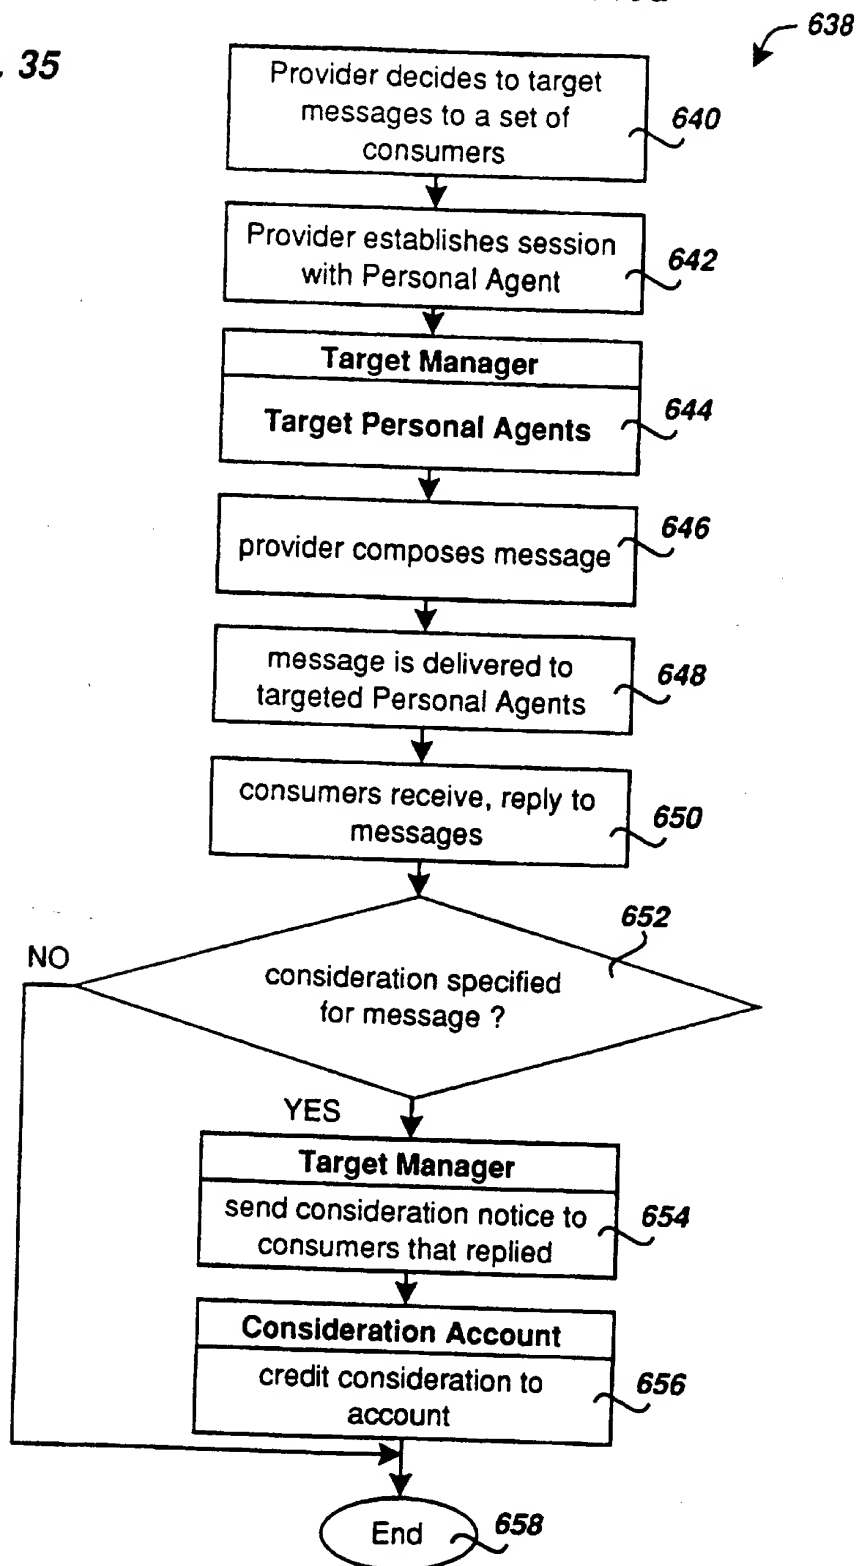 638
. 35
Provider decides to target
messages to a set of
consumers
640
Provider establishes session
with Personal Agent
642
Target Manager
Target Personal Agents
644
provider composes message
646
message is delivered to
targeted Personal Agents
648
consumers receive, reply to
messages
650
652
NO
consideration specified
for message ?
YES
Target Manager
send consideration notice to
consumers that replied
654
Consideration Account
credit consideration to
account
656
End
658